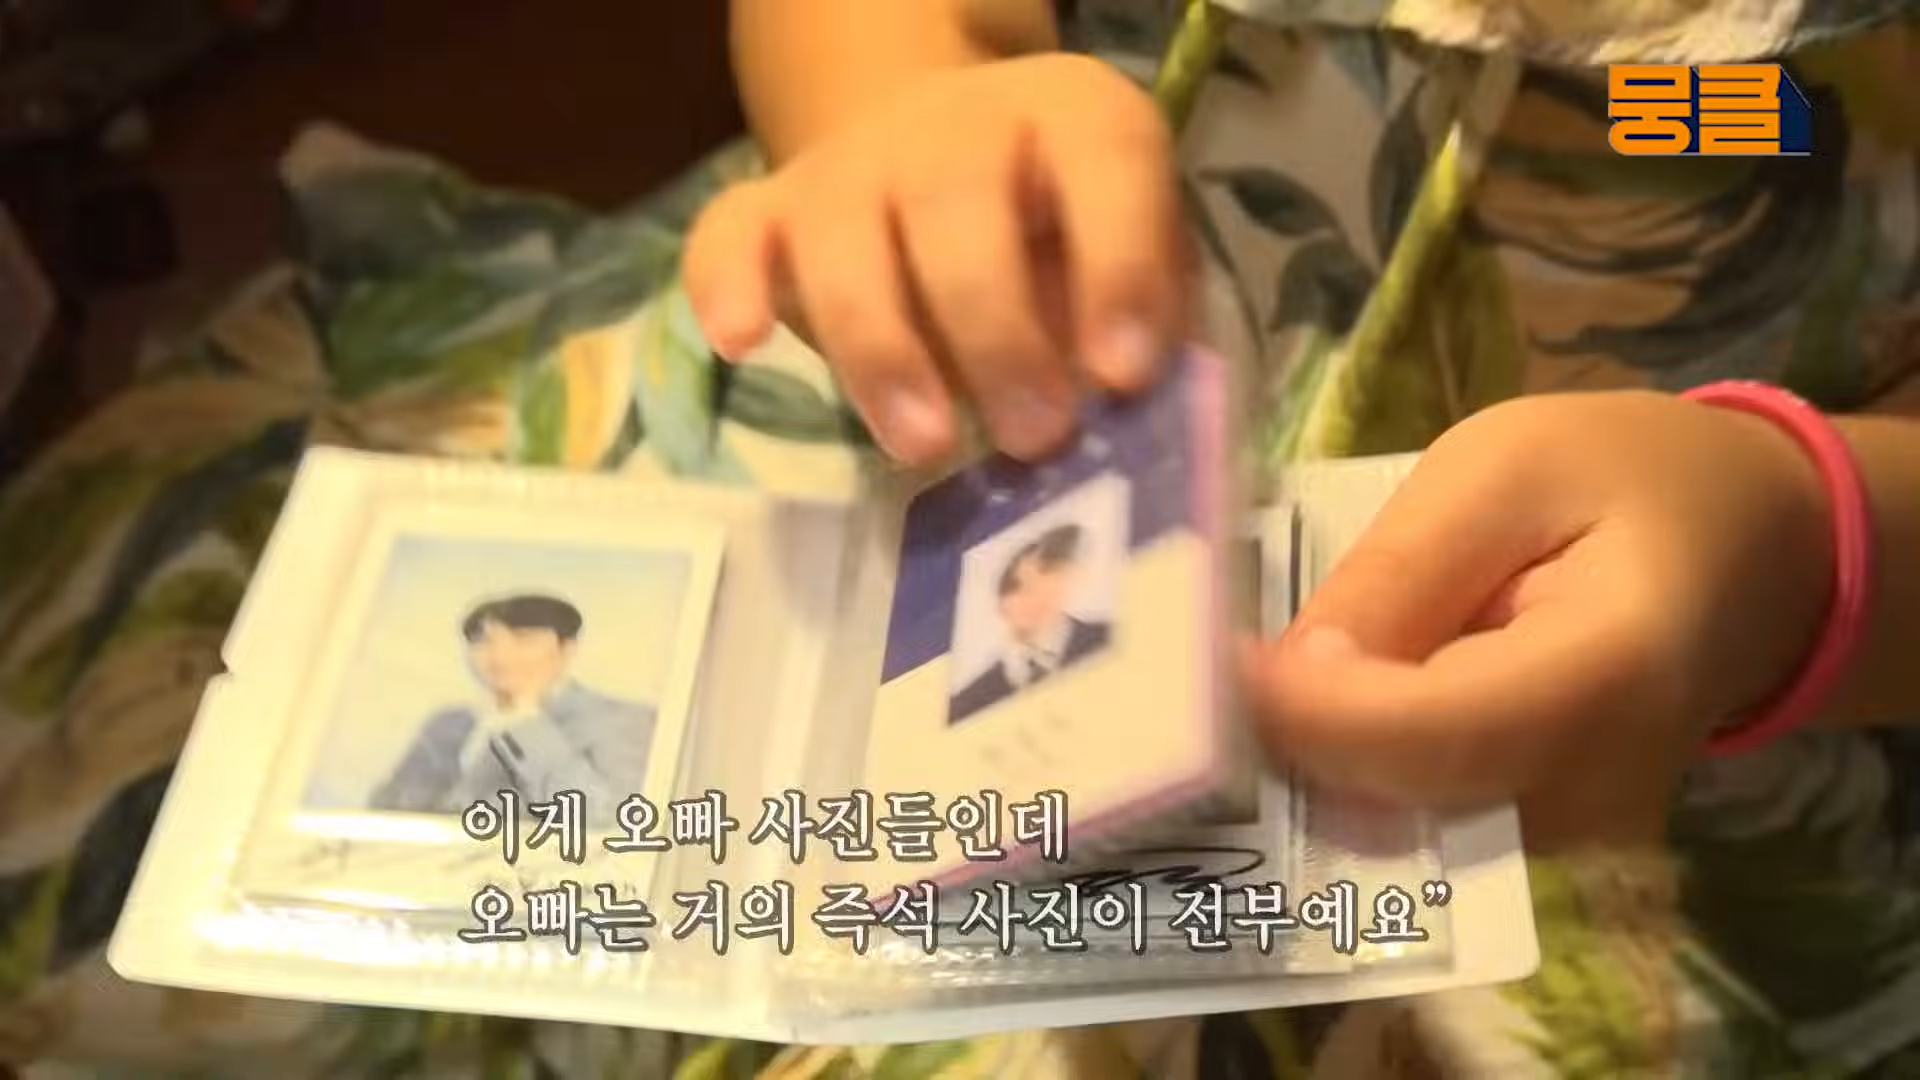 뭉클
이게 오빠 사진들인데
오빠는 거의 즉석 사진이 전부예요”